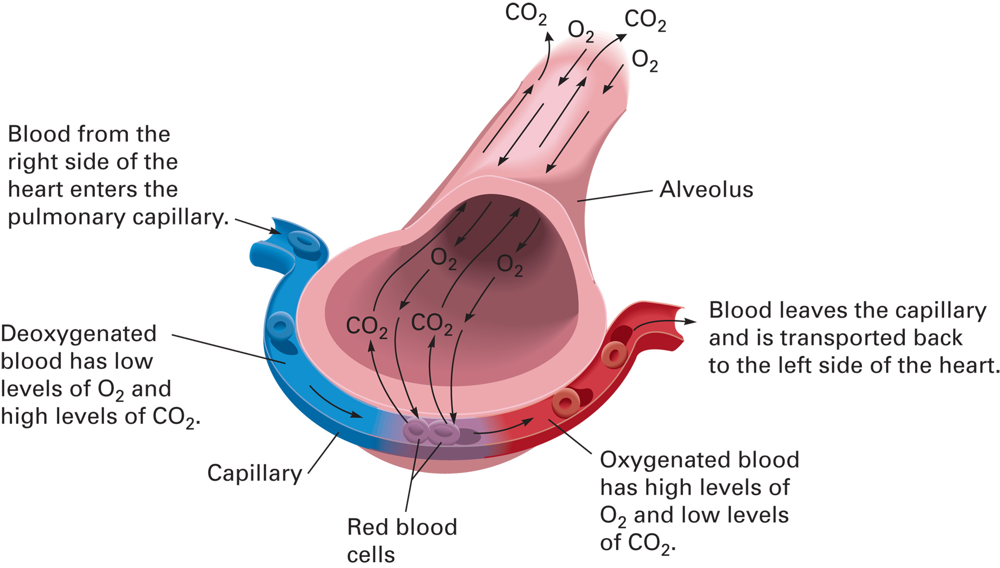 CO₂
O₂
CO₂
O₂
Blood from the
right side of the
heart enters the
pulmonary capillary.
Alveolus
O₂
O₂
CO₂
CO₂
Deoxygenated
blood has low
levels of O₂ and
high levels of CO₂.
Blood leaves the capillary
and is transported back
to the left side of the heart.
Capillary
Red blood
cells
Oxygenated blood
has high levels of
O₂ and low levels
of CO₂.